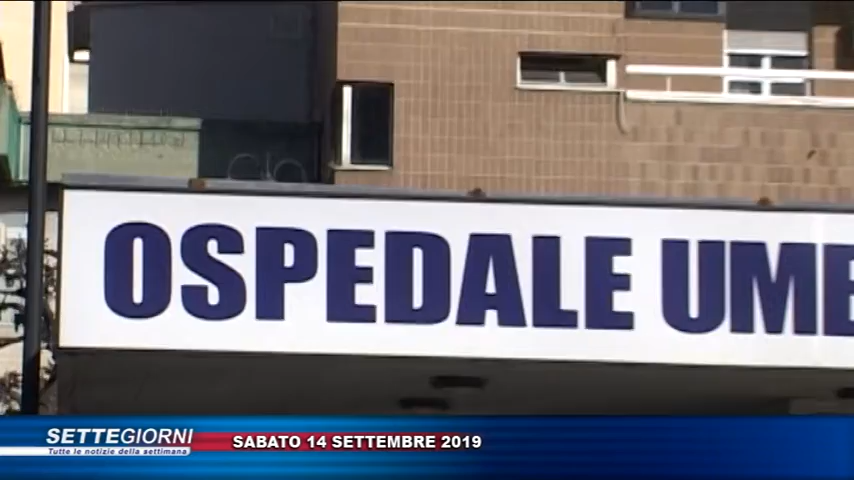 OSPEDALE UME
SETTEGIORNI
Tutte le notizie della settimana
SABATO 14 SETTEMBRE 2019